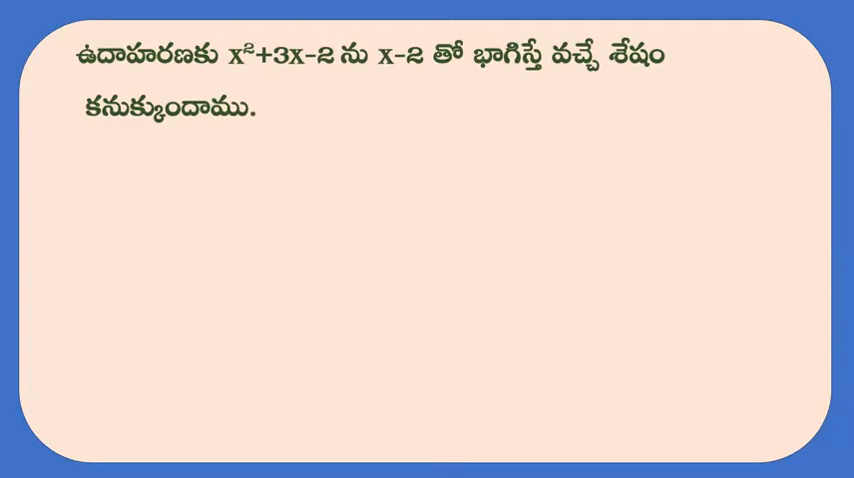 ఉదాహరణకు x²+3x-2 ను x-2 తో భాగిస్తే వచ్చే శేషం
కనుక్కుందాము.